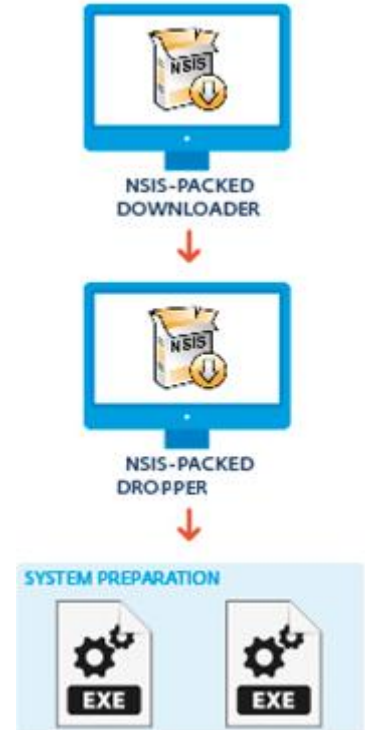 NSIS
NSIS-PACKED
DOWNLOADER
NSIS
NSIS-PACKED
DROPPER
SYSTEM PREPARATION
EXE EXE